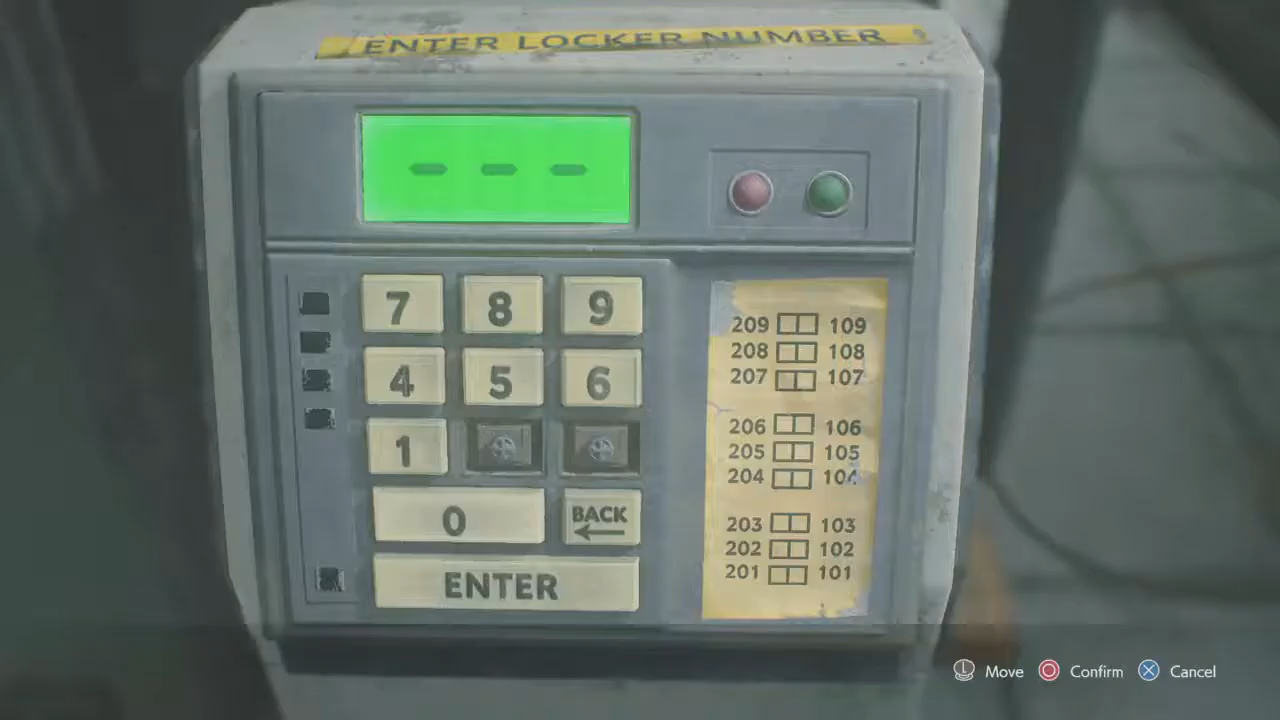 ENTER LOCKER NUMBER
- - -
7 8 9
4 5 6
1
0 BACK
ENTER
209 109
208 108
207 107
206 106
205 105
204 104
203 103
202 102
201 101
L Move Confirm Cancel